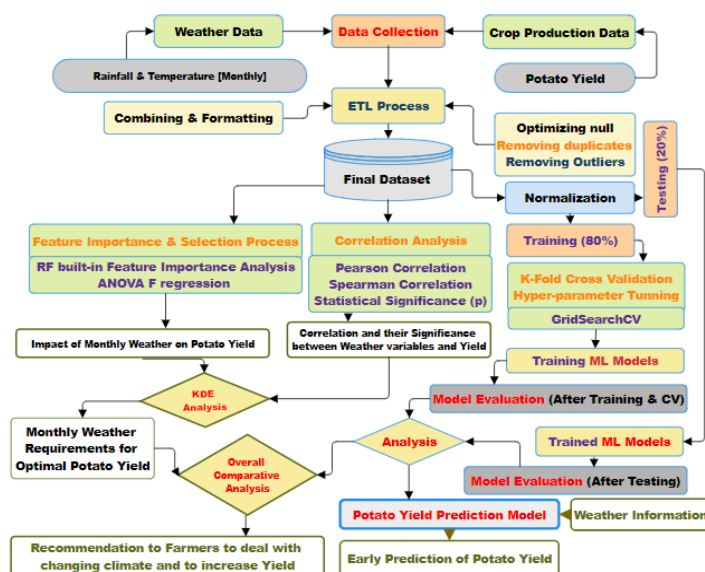 Weather Data
Data Collection
Crop Production Data
Rainfall & Temperature [Monthly]
Potato Yield
ETL Process
Combining & Formatting
Optimizing null
Removing duplicates
Removing Outliers
Testing (20%)
Final Dataset
Normalization
Feature Importance & Selection Process
Correlation Analysis
Training (80%)
RF built-in Feature Importance Analysis
ANOVA F regression
Pearson Correlation
Spearman Correlation
Statistical Significance (p)
K-Fold Cross Validation
Hyper-parameter Tunning
GridSearchCV
Impact of Monthly Weather on Potato Yield
Correlation and their Significance
between Weather variables and Yield
Training ML Models
KDE
Analysis
Model Evaluation (After Training & CV)
Monthly Weather
Requirements for
Optimal Potato Yield
Analysis
Trained ML Models
Overall
Comparative
Analysis
Model Evaluation (After Testing)
Potato Yield Prediction Model
Weather Information
Recommendation to Farmers to deal with
changing climate and to increase Yield
Early Prediction of Potato Yield